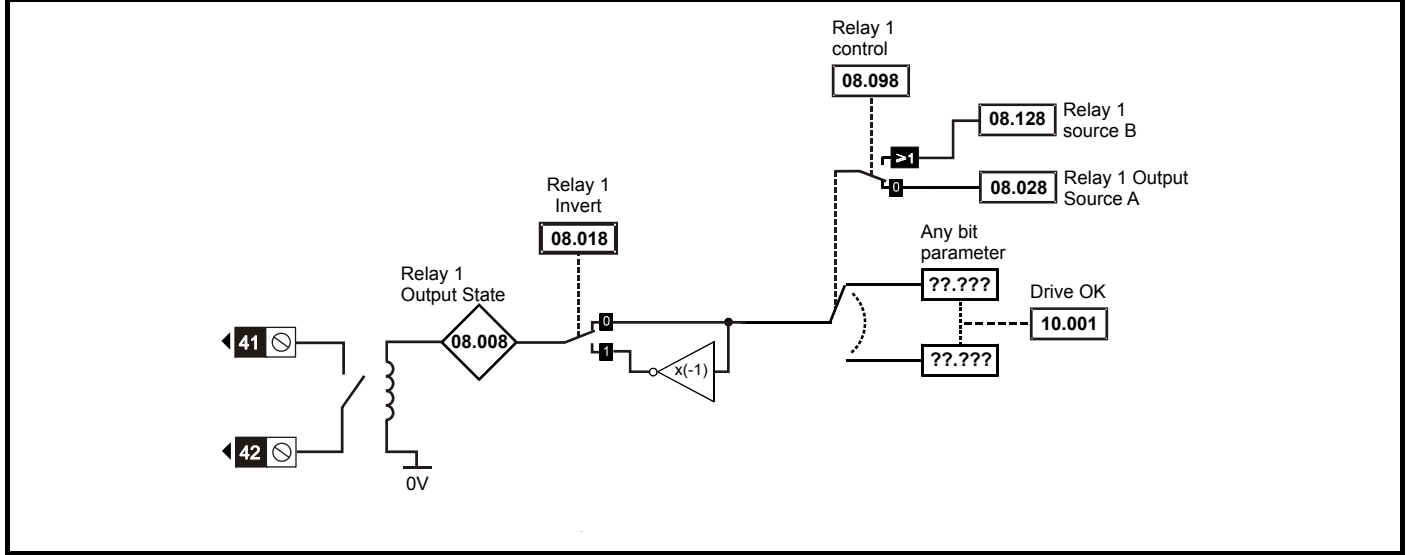 Relay 1
control
08.098
08.128
Relay 1
source B
>1
0
08.028
Relay 1 Output
Source A
Relay 1
Invert
08.018
Any bit
parameter
??.???
Drive OK
10.001
??.???
Relay 1
Output State
08.008
0
1
x(-1)
41
42
0V